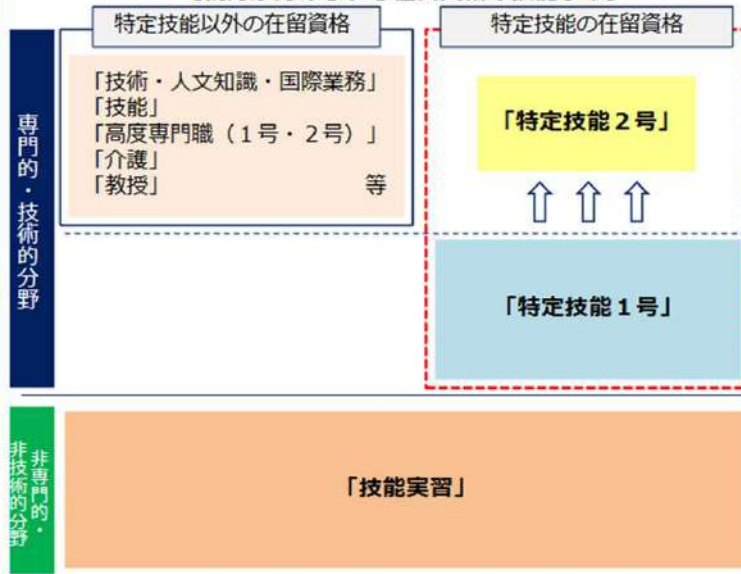 特定技能以外の在留資格
特定技能の在留資格
専門的・技術的分野
「技術・人文知識・国際業務」
「技能」
「高度専門職（1号・2号）」
「介護」
「教授」 等
「特定技能２号」
「特定技能１号」
非専門的・
非技術的分野
「技能実習」